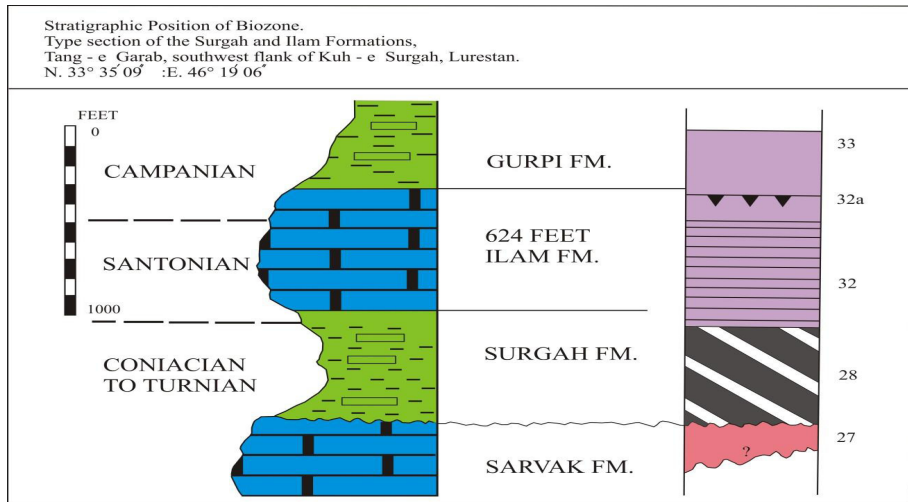 Stratigraphic Position of Biozone.
Type section of the Surgah and Ilam Formations,
Tang - e Garab, southwest flank of Kuh - e Surgah, Lurestan.
N. 33° 35´09˝ :E. 46° 19´06˝
FEET
0
1000
CAMPANIAN
SANTONIAN
CONIACIAN
TO TURNIAN
GURPI FM.
624 FEET
ILAM FM.
SURGAH FM.
SARVAK FM.
33
32a
32
28
27
?